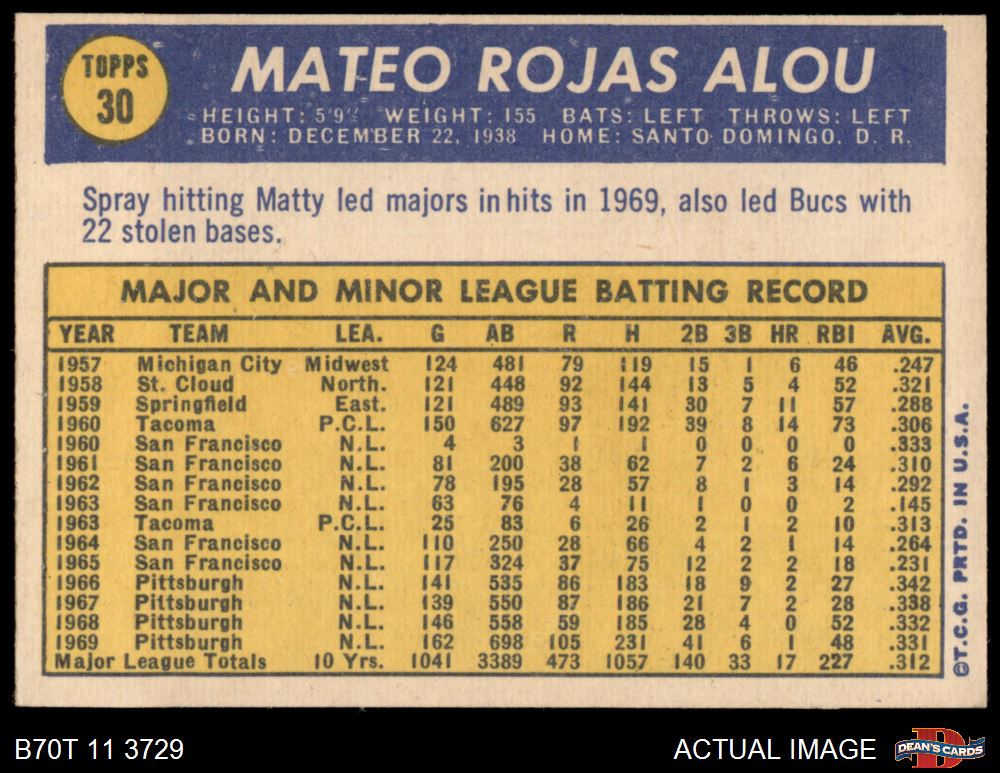 TOPPS
30
MATEO ROJAS ALOU
HEIGHT: 5'9" WEIGHT: 155 BATS: LEFT THROWS: LEFT
BORN: DECEMBER 22, 1938 HOME: SANTO DOMINGO, D. R.
Spray hitting Matty led majors in hits in 1969, also led Bucs with
22 stolen bases.
MAJOR AND MINOR LEAGUE BATTING RECORD
YEAR TEAM LEA. G AB R H 2B 3B HR RBI AVG.
1957 Michigan City Midwest 124 481 79 119 15 1 6 46 .247
1958 St. Cloud North. 121 448 92 144 13 5 4 52 .321
1959 Springfield East. 121 489 93 141 30 7 11 57 .288
1960 Tacoma P.C.L. 150 627 97 192 39 8 14 73 .306
1960 San Francisco N.L. 4 3 1 1 0 0 0 0 .333
1961 San Francisco N.L. 81 200 38 62 7 2 6 24 .310
1962 San Francisco N.L. 78 195 28 57 8 1 3 14 .292
1963 San Francisco N.L. 63 76 4 11 1 0 0 2 .145
1963 Tacoma P.C.L. 25 83 6 26 2 1 2 10 .313
1964 San Francisco N.L. 110 250 28 66 4 2 1 14 .264
1965 San Francisco N.L. 117 324 37 75 12 2 2 18 .231
1966 Pittsburgh N.L. 141 535 86 183 18 9 2 27 .342
1967 Pittsburgh N.L. 139 550 87 186 21 7 2 28 .338
1968 Pittsburgh N.L. 146 558 59 185 28 4 0 52 .332
1969 Pittsburgh N.L. 162 698 105 231 41 6 1 48 .331
Major League Totals 10 Yrs. 1041 3389 473 1057 140 33 17 227 .312
©T.C.G. PRTD. IN U.S.A.
B70T 11 3729
ACTUAL IMAGE
D
DEAN'S CARDS